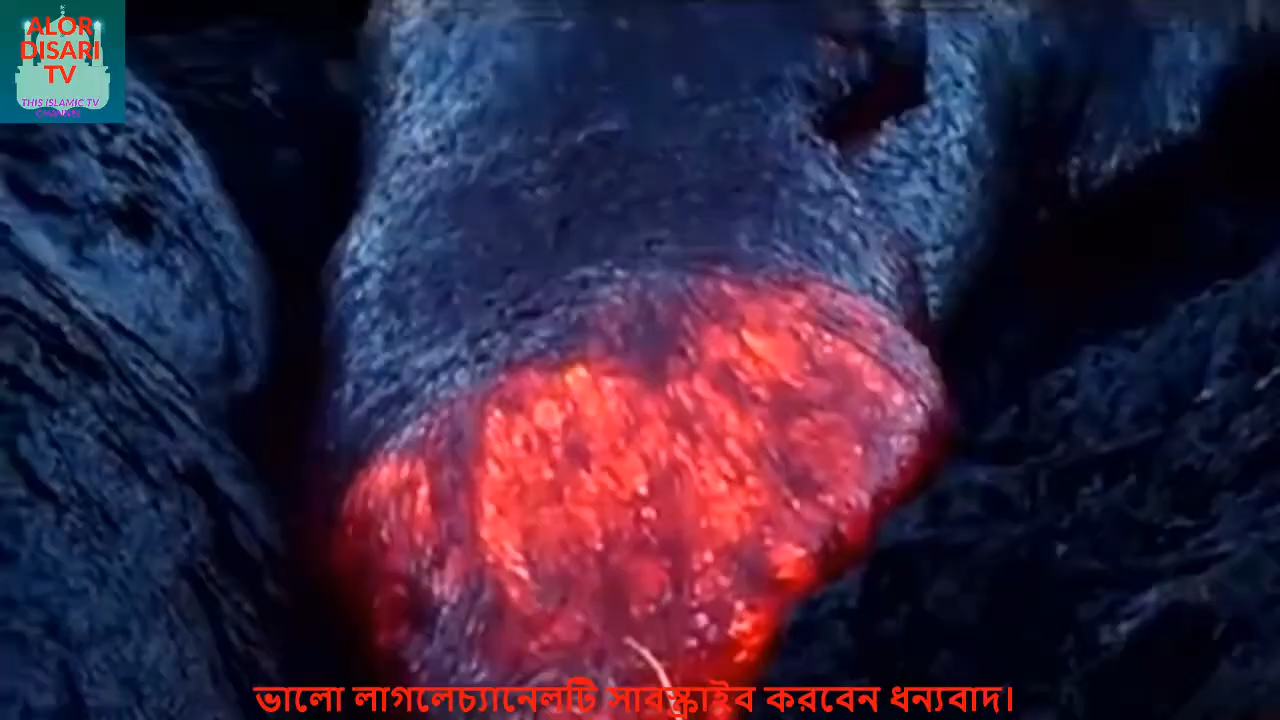 ALOR
DISARI
TV
THIS ISLAMIC TV
CHANNEL
ভালো লাগলেচ্যানেলটি সাবস্ক্রাইব করবেন ধন্যবাদ।